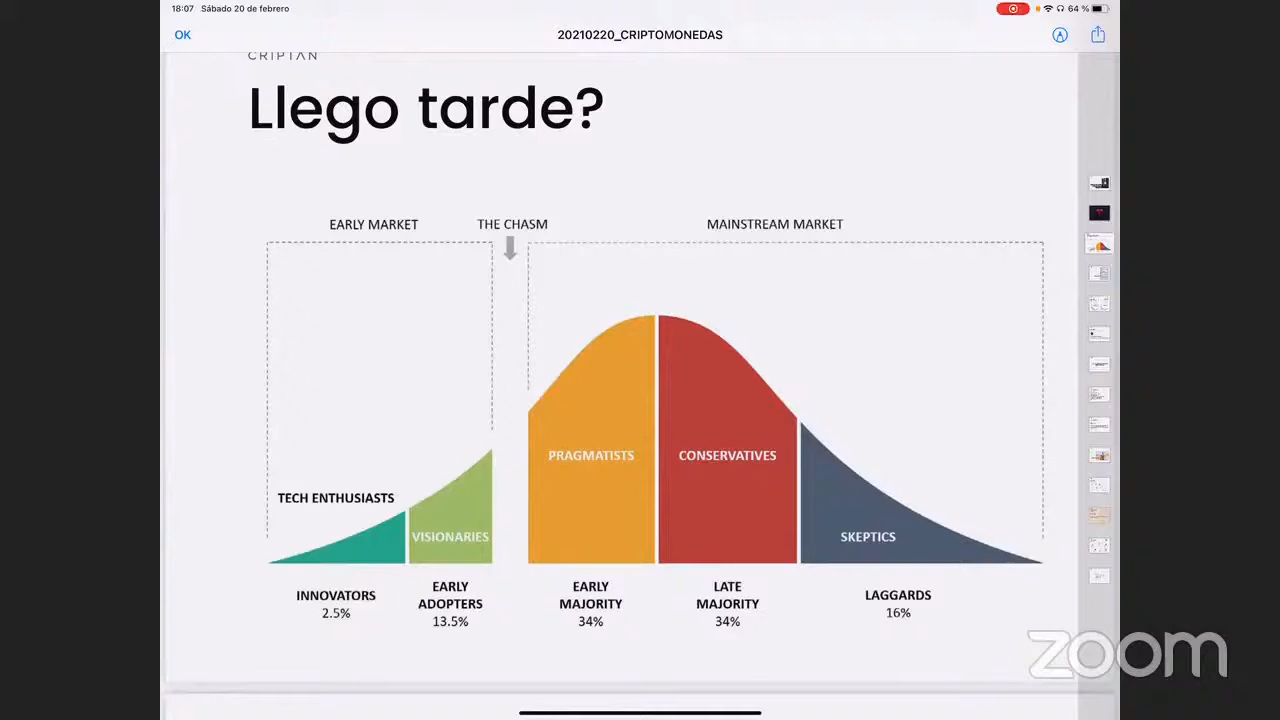 18:07 Sábado 20 de febrero
64 %
OK
20210220_CRIPTOMONEDAS
CRIPTAN
Llego tarde?
EARLY MARKET
THE CHASM
MAINSTREAM MARKET
PRAGMATISTS
CONSERVATIVES
TECH ENTHUSIASTS
VISIONARIES
SKEPTICS
INNOVATORS
2.5%
EARLY
ADOPTERS
13.5%
EARLY
MAJORITY
34%
LATE
MAJORITY
34%
LAGGARDS
16%
zoom